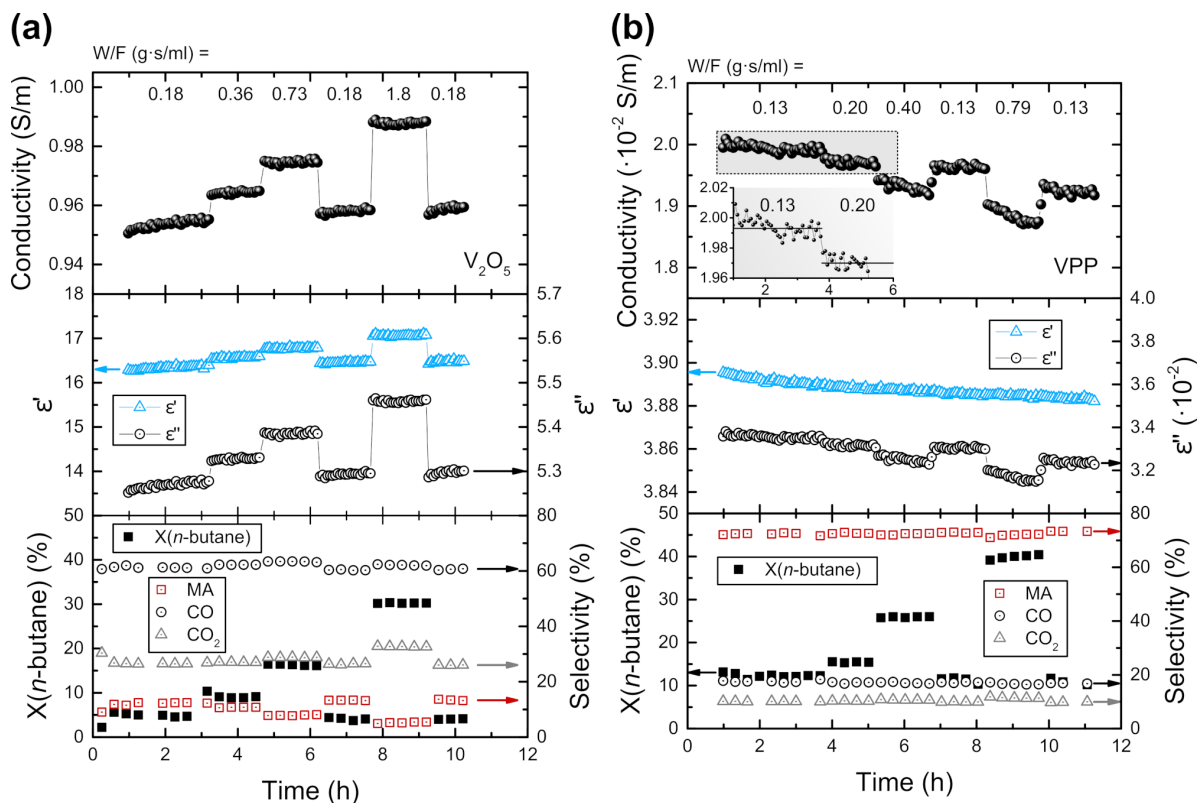 (a)
W/F (g·s/ml) =
0.18 0.36 0.73 0.18 1.8 0.18
Conductivity (S/m)
1.00
0.98
0.96
0.94
V2O5
ε'
18
17
16
15
14
ε''
5.7
5.6
5.5
5.4
5.3
5.2
ε'
ε''
X(n-butane) (%)
50
40
30
20
10
0
Selectivity (%)
80
60
40
20
0
X(n-butane)
MA
CO
CO2
0 2 4 6 8 10 12
Time (h)
(b)
W/F (g·s/ml) =
0.13 0.20 0.40 0.13 0.79 0.13
Conductivity (·10-2 S/m)
2.1
2.0
1.9
1.8
2.02
2.00
1.98
1.96
0.13 0.20
2 4 6
VPP
ε'
3.92
3.90
3.88
3.86
3.84
ε'' (·10-2)
4.0
3.8
3.6
3.4
3.2
3.0
ε'
ε''
X(n-butane) (%)
50
45
40
35
30
25
20
15
10
5
0
Selectivity (%)
80
60
40
20
0
X(n-butane)
MA
CO
CO2
0 2 4 6 8 10 12
Time (h)